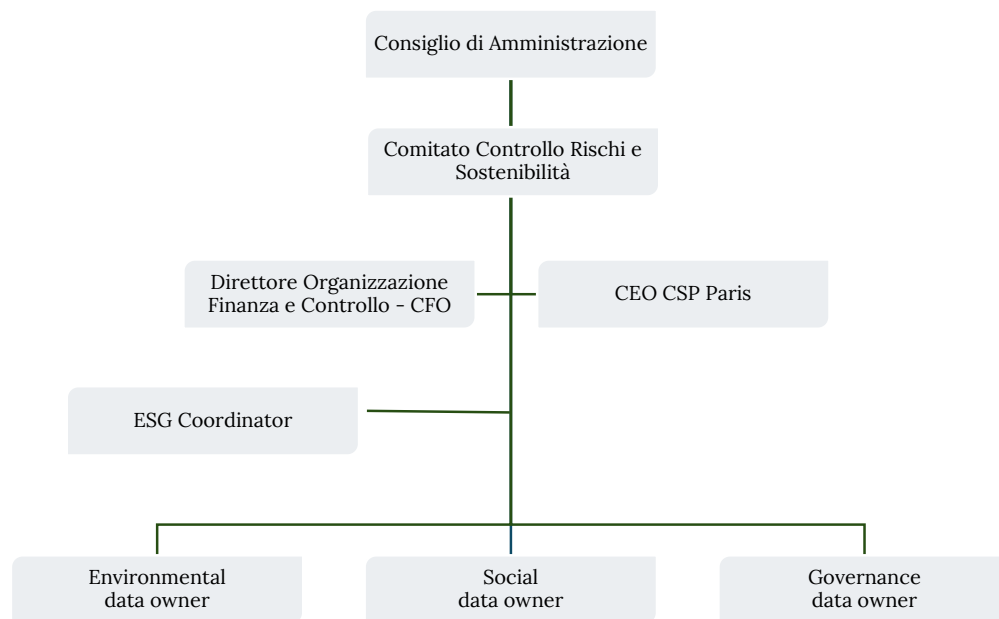 Consiglio di Amministrazione
Comitato Controllo Rischi e
Sostenibilità
Direttore Organizzazione
Finanza e Controllo - CFO
CEO CSP Paris
ESG Coordinator
Environmental
data owner
Social
data owner
Governance
data owner